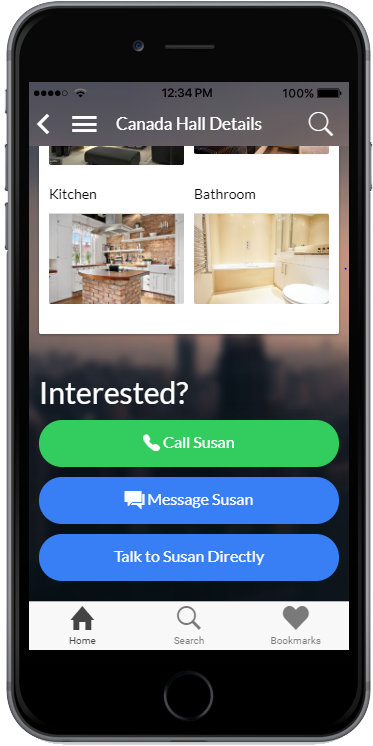 12:34 PM 100%
Canada Hall Details
Kitchen Bathroom
Interested?
Call Susan
Message Susan
Talk to Susan Directly
Home Search Bookmarks